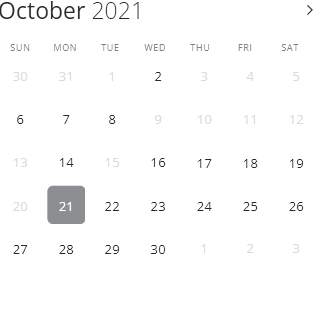 October 2021
SUN MON TUE WED THU FRI SAT
30 31 1 2 3 4 5
6 7 8 9 10 11 12
13 14 15 16 17 18 19
20 21 22 23 24 25 26
27 28 29 30 1 2 3